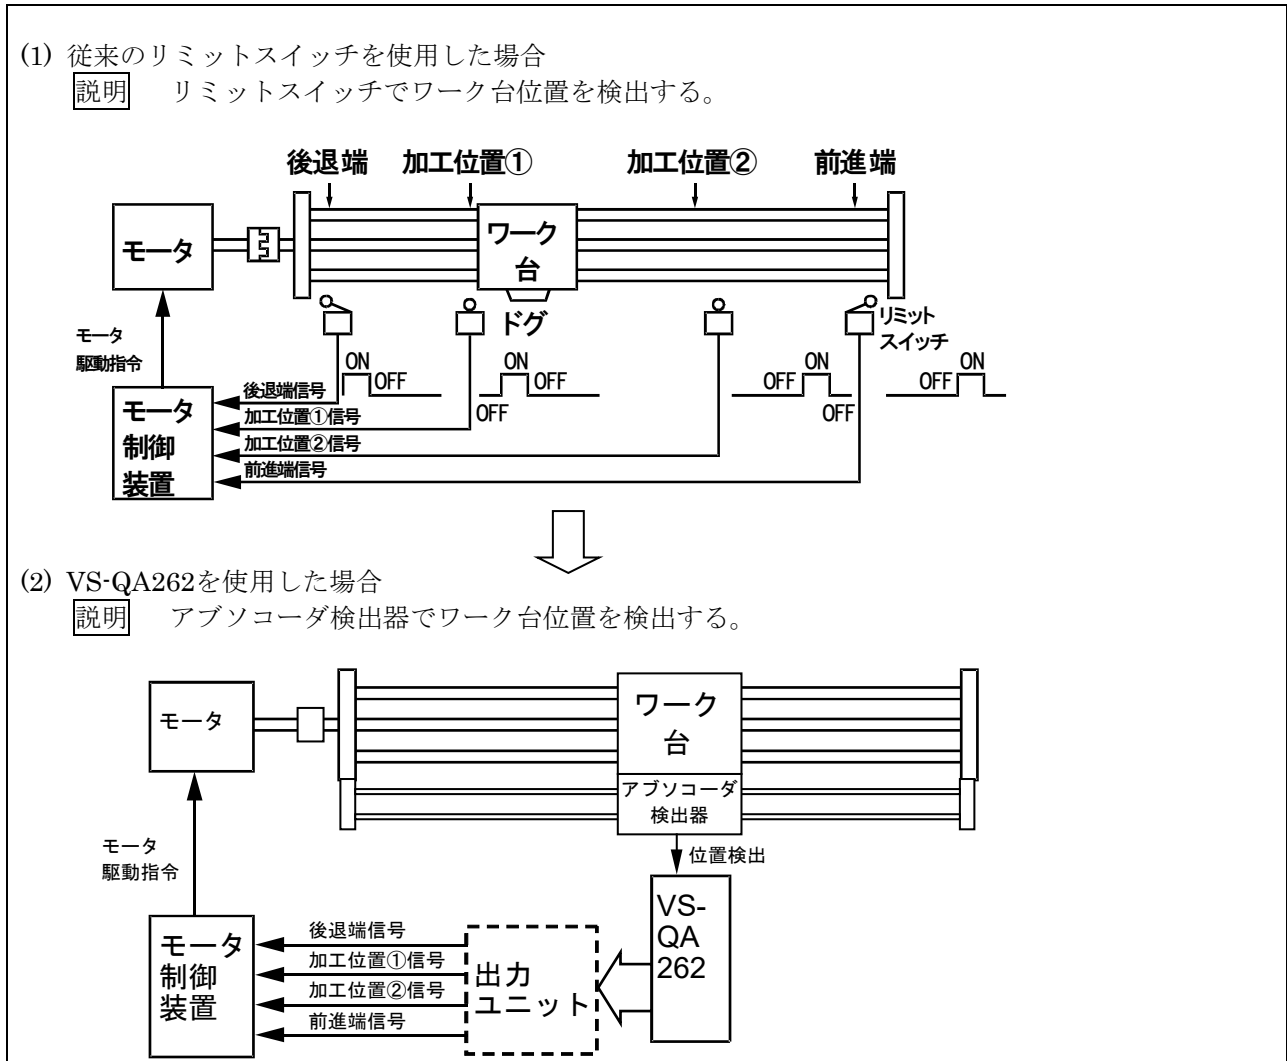 (1) 従来のリミットスイッチを使用した場合
説明 リミットスイッチでワーク台位置を検出する。
後退端 加工位置① 加工位置② 前進端
モータ
ワーク
台
ドグ
リミット
スイッチ
モータ
駆動指令
ON
OFF
ON
OFF
OFF
ON
OFF
OFF
ON
OFF
後退端信号
加工位置①信号
加工位置②信号
前進端信号
モータ
制御
装置
(2) VS-QA262を使用した場合
説明 アブソコーダ検出器でワーク台位置を検出する。
モータ
ワーク
台
アブソコーダ
検出器
位置検出
モータ
駆動指令
VS-
QA
262
後退端信号
加工位置①信号
加工位置②信号
前進端信号
出力
ユニット
モータ
制御
装置